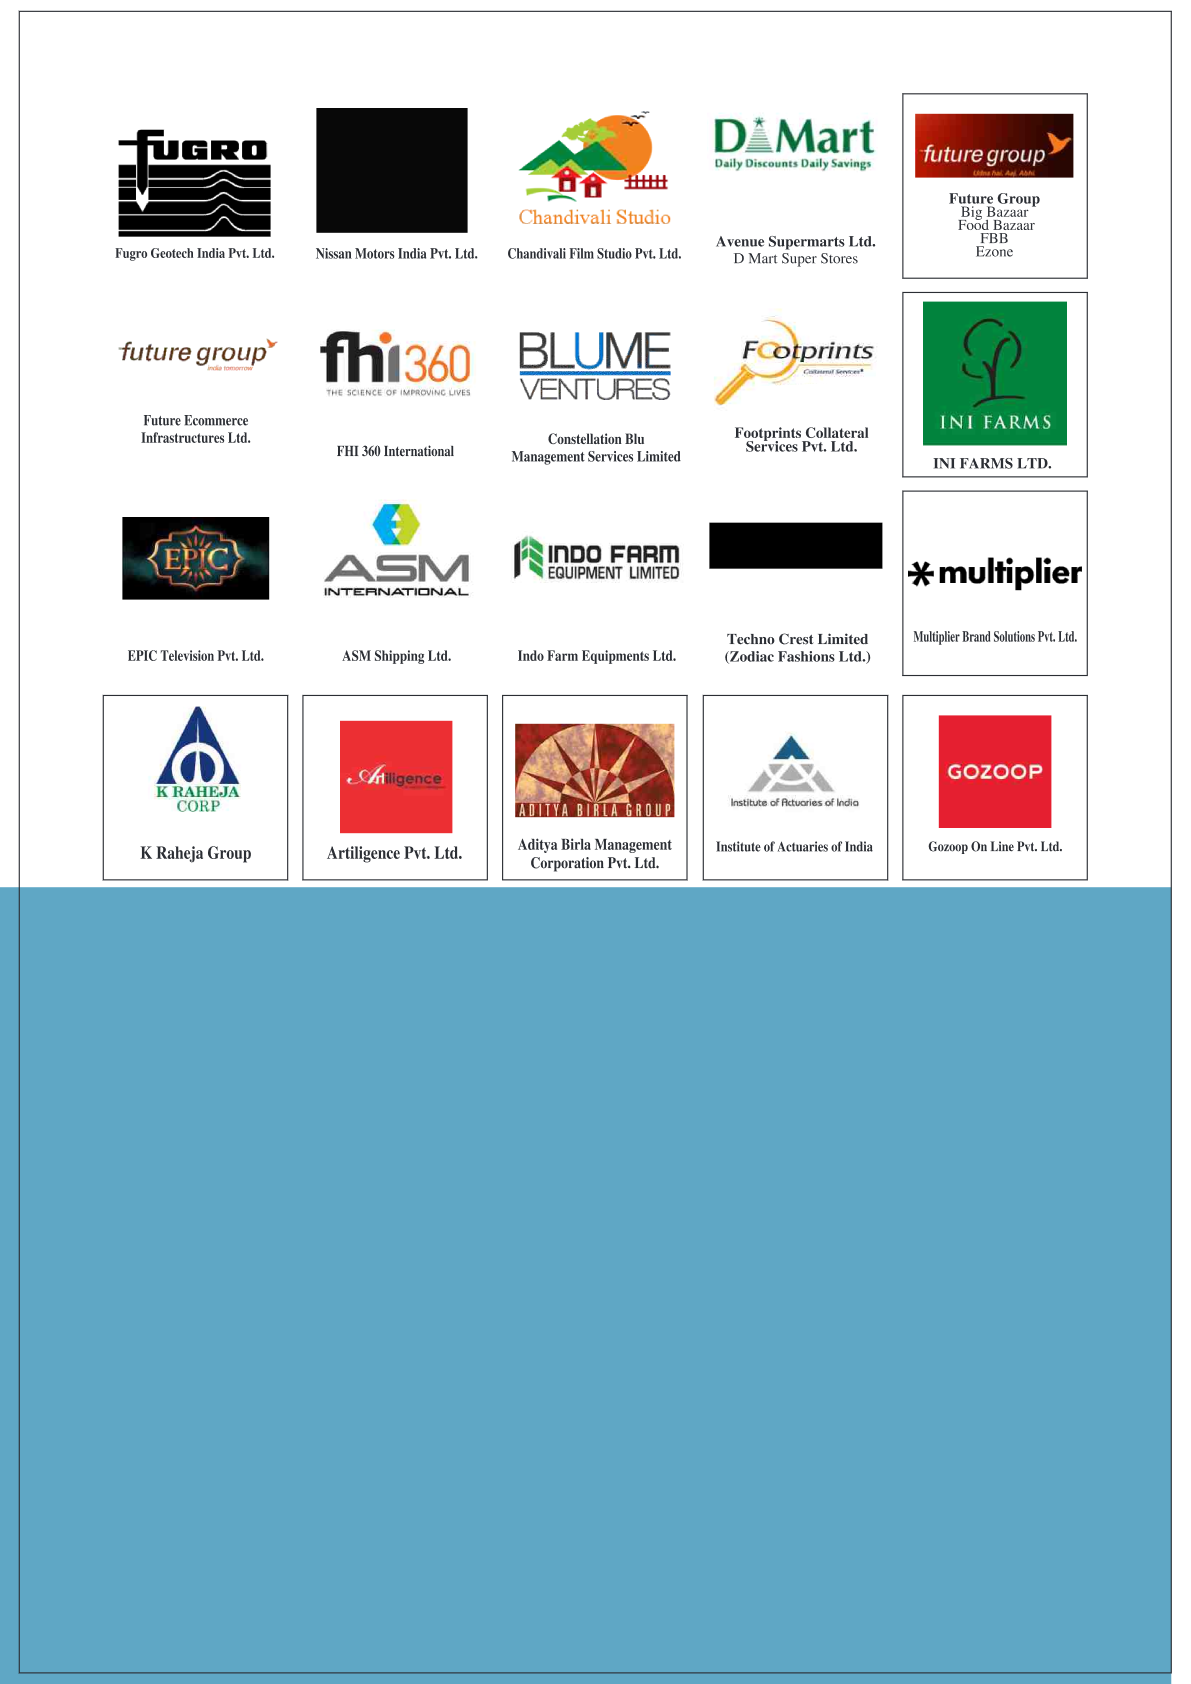 FUGRO
Fugro Geotech India Pvt. Ltd.
Nissan Motors India Pvt. Ltd.
Chandivali Studio
Chandivali Film Studio Pvt. Ltd.
D Mart
Daily Discounts Daily Savings
Avenue Supermarts Ltd.
D Mart Super Stores
future group
Udna hai. Aaj. Abhi.
Future Group
Big Bazaar
Food Bazaar
FBB
Ezone
future group
india tomorrow
Future Ecommerce
Infrastructures Ltd.
fhi360
THE SCIENCE OF IMPROVING LIVES
FHI 360 International
BLUME
VENTURES
Constellation Blu
Management Services Limited
Footprints
Collateral Services
Footprints Collateral
Services Pvt. Ltd.
INI FARMS
INI FARMS LTD.
EPIC
EPIC Television Pvt. Ltd.
ASM
INTERNATIONAL
ASM Shipping Ltd.
INDO FARM
EQUIPMENT LIMITED
Indo Farm Equipments Ltd.
Techno Crest Limited
(Zodiac Fashions Ltd.)
multiplier
Multiplier Brand Solutions Pvt. Ltd.
K RAHEJA
CORP
K Raheja Group
Artiligence
Artiligence Pvt. Ltd.
ADITYA BIRLA GROUP
Aditya Birla Management
Corporation Pvt. Ltd.
Institute of Actuaries of India
Institute of Actuaries of India
GOZOOP
Gozoop On Line Pvt. Ltd.